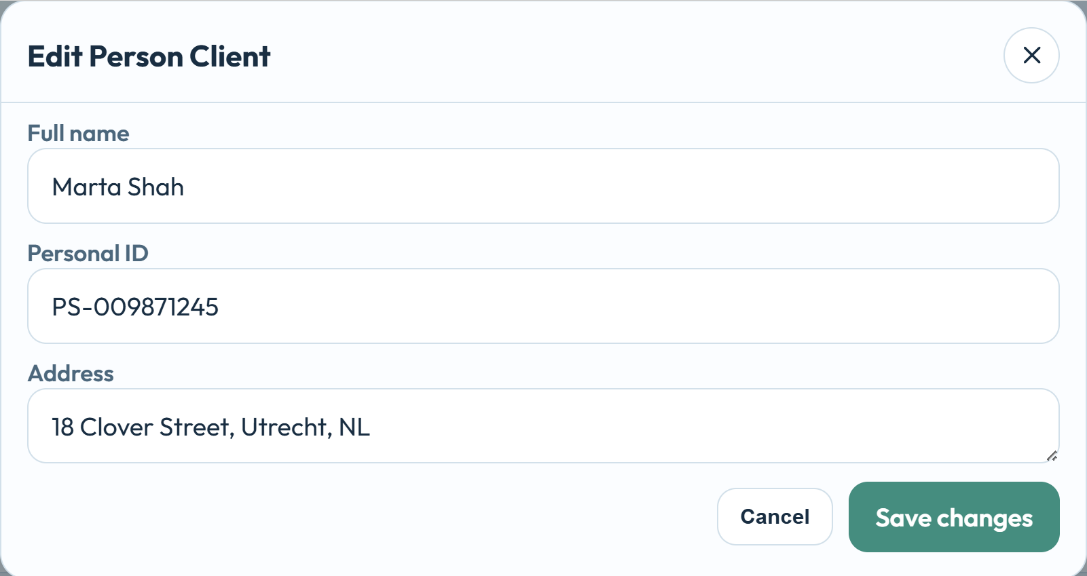 Edit Person Client
Full name
Marta Shah
Personal ID
PS-009871245
Address
18 Clover Street, Utrecht, NL
Cancel
Save changes